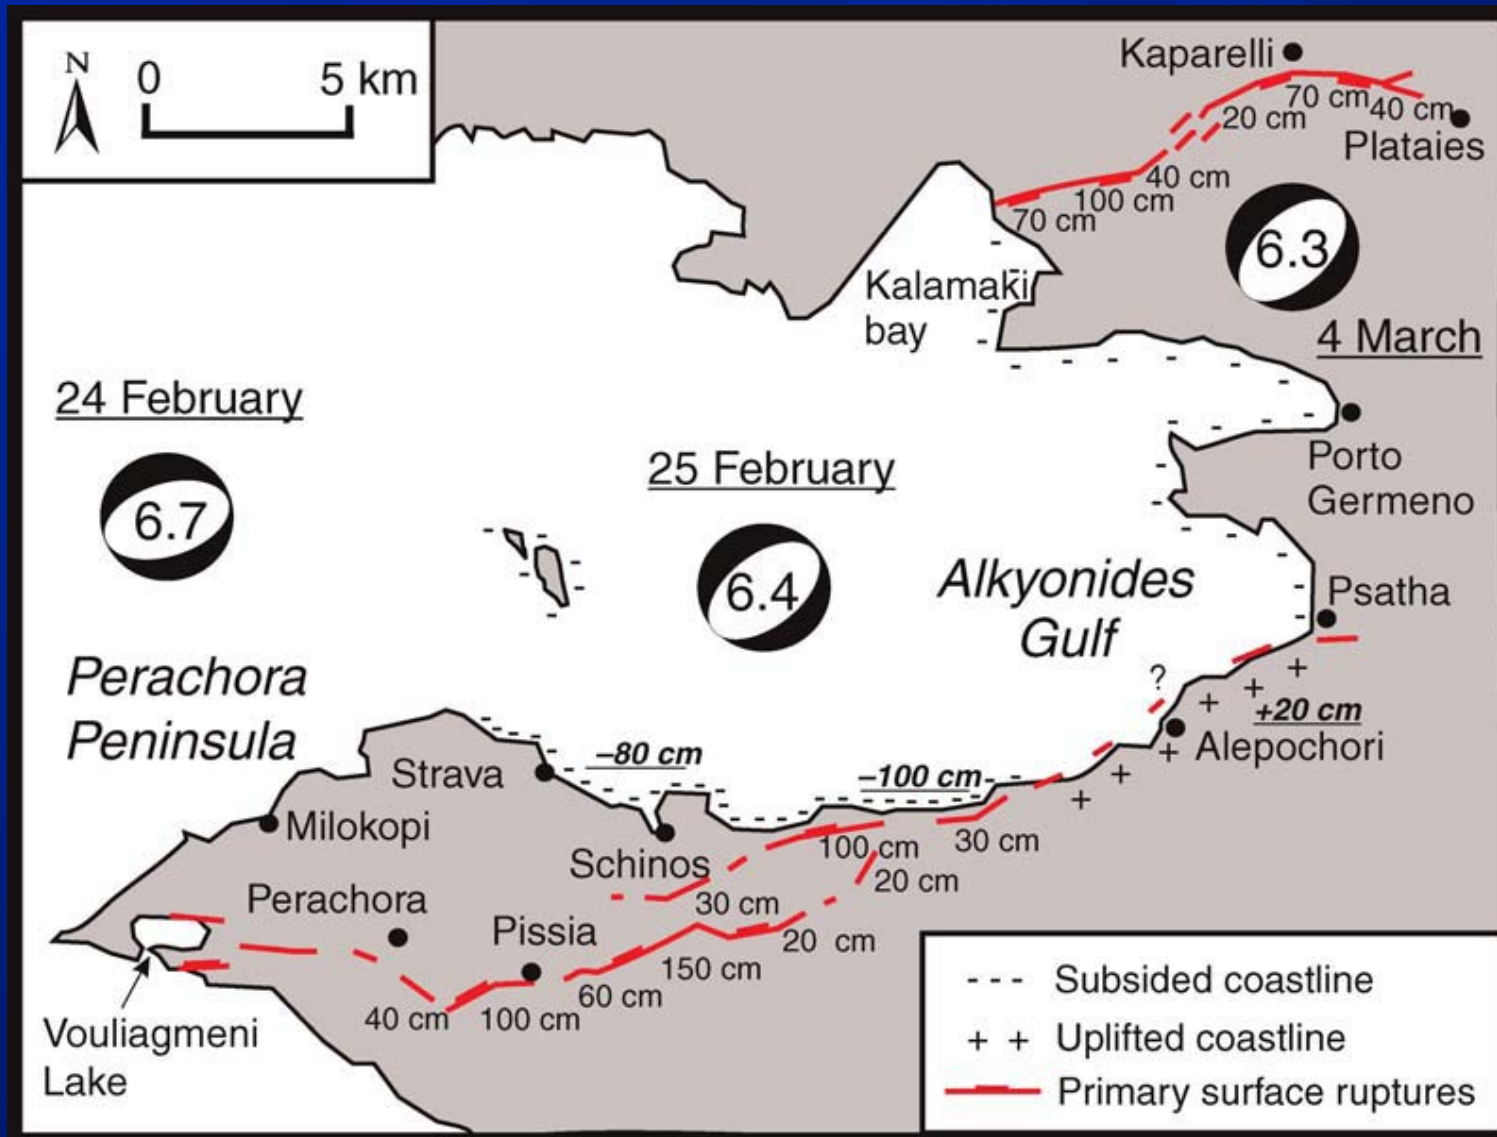 N
0 5 km
Kaparelli
70 cm
40 cm
20 cm
Plataies
40 cm
100 cm
70 cm
6.3
Kalamaki
bay
4 March
24 February
25 February
Porto
Germeno
6.7
6.4
Alkyonides
Gulf
Psatha
Perachora
Peninsula
?
+20 cm
Alepochori
Strava
–80 cm
–100 cm
Milokopi
Schinos
100 cm
30 cm
20 cm
30 cm
Perachora
Pissia
20 cm
150 cm
60 cm
40 cm
100 cm
Vouliagmeni
Lake
- - - Subsided coastline
+ + Uplifted coastline
Primary surface ruptures